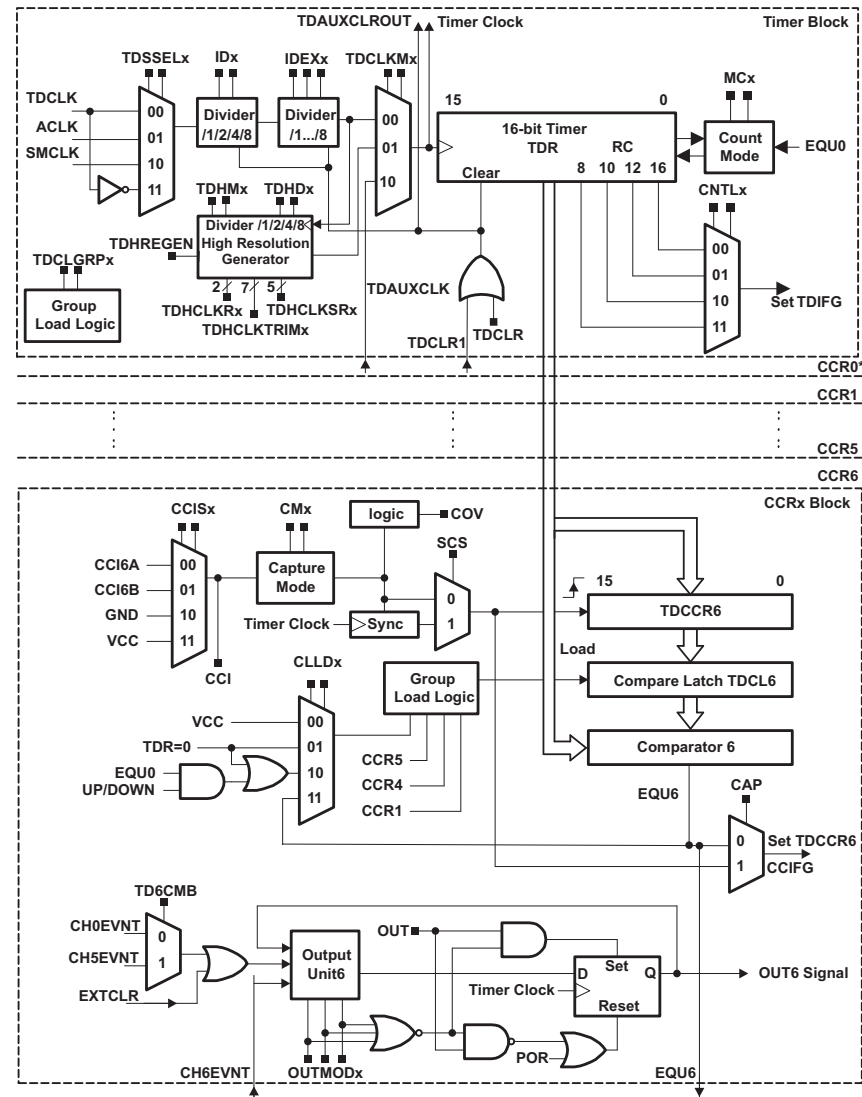 TDAUXCLROUT Timer Clock Timer Block
TDSSELx IDx IDEXx TDCLKMx
TDCLK
ACLK
SMCLK
00
01
10
11
Divider
/1/2/4/8
Divider
/1.../8
00
01
10
15 0
16-bit Timer
TDR RC
8 10 12 16
Clear
MCx
Count
Mode
EQU0
CNTLx
00
01
10
11
Set TDIFG
TDHMx TDHDx
Divider /1/2/4/8
High Resolution
Generator
TDHREGEN
2 7 5
TDHCLKRx TDHCLKSRx
TDHCLKTRIMx
TDCLGRPx
Group
Load Logic
TDAUXCLK
TDCLR
TDCLR1
CCR0*
CCR1
CCR5
CCR6
CCRx Block
CCISx CMx
CCI6A
CCI6B
GND
VCC
00
01
10
11
CCI
Capture
Mode
logic
COV
SCS
0
1
Timer Clock
Sync
15 0
TDCCR6
Load
Compare Latch TDCL6
Comparator 6
EQU6
CLLDx
Group
Load Logic
VCC
TDR=0
EQU0
UP/DOWN
00
01
10
11
CCR5
CCR4
CCR1
CAP
0
1
Set TDCCR6
CCIFG
TD6CMB
CH0EVNT
CH5EVNT
0
1
EXTCLR
Output
Unit6
OUT
Timer Clock
D Set Q
Reset
OUT6 Signal
POR
CH6EVNT
OUTMODx
EQU6